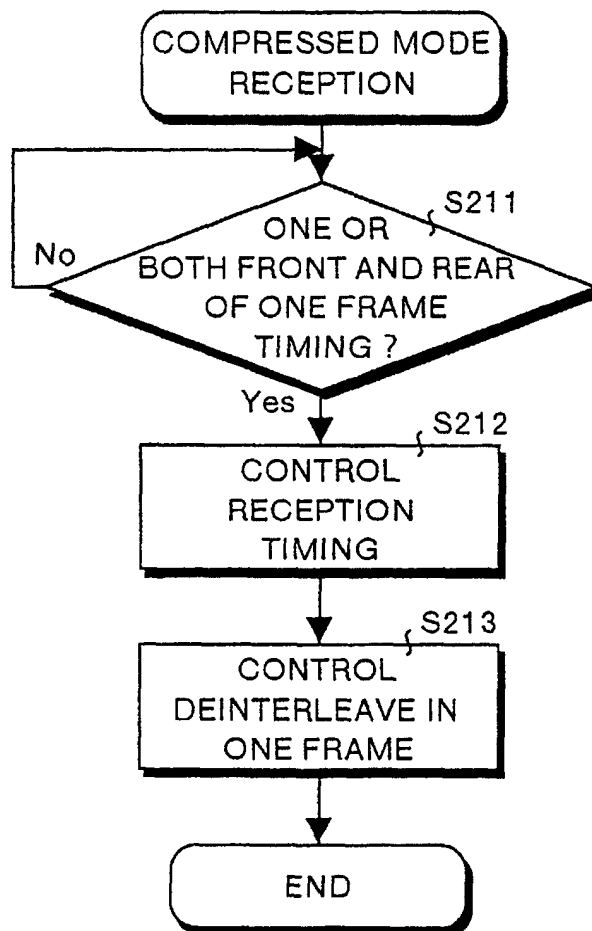 COMPRESSED MODE
RECEPTION
S211
ONE OR
No
BOTH FRONT AND REAR
OF ONE FRAME
TIMING ?
Yes
S212
CONTROL
RECEPTION
TIMING
S213
CONTROL
DEINTERLEAVE IN
ONE FRAME
END